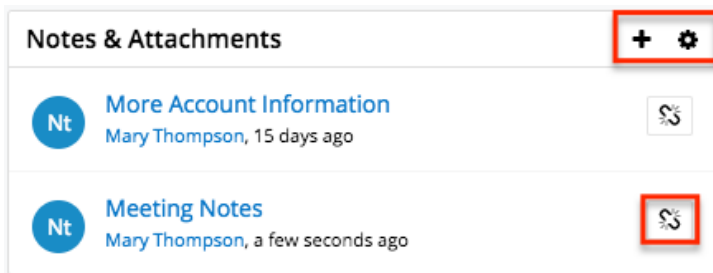 Notes & Attachments
Nt
More Account Information
Mary Thompson, 15 days ago
Nt
Meeting Notes
Mary Thompson, a few seconds ago